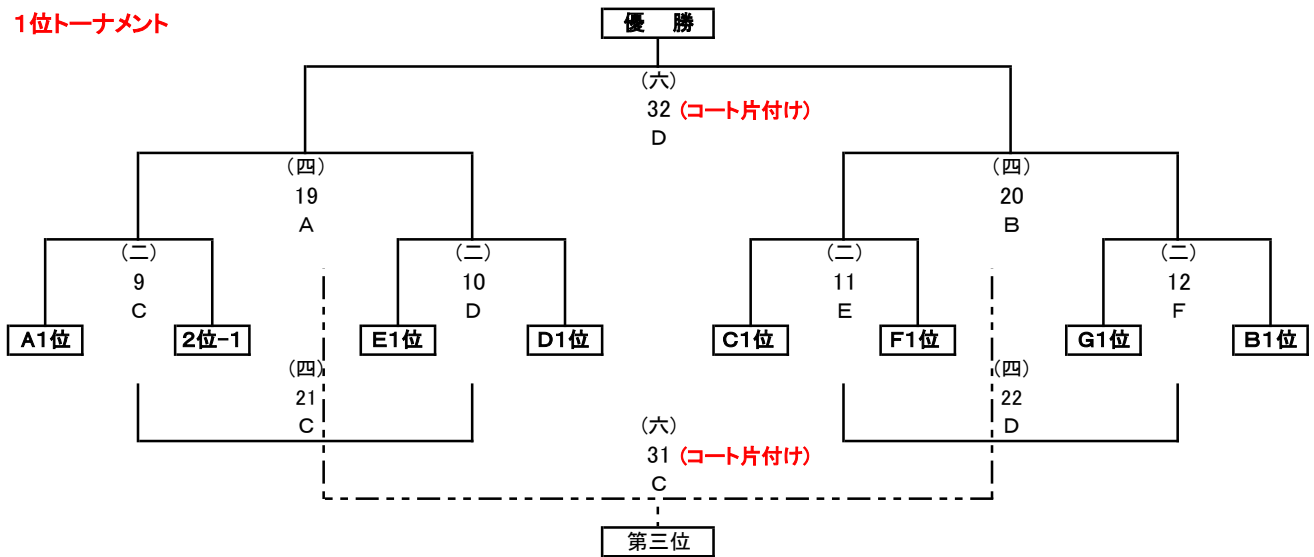 1位トーナメント
優　勝
(六)
32 (コート片付け)
D
(四)
19
A
(四)
20
B
(二)
9
C
(二)
10
D
(二)
11
E
(二)
12
F
A1位
2位-1
E1位
D1位
C1位
F1位
G1位
B1位
(四)
21
C
(四)
22
D
(六)
31 (コート片付け)
C
第三位